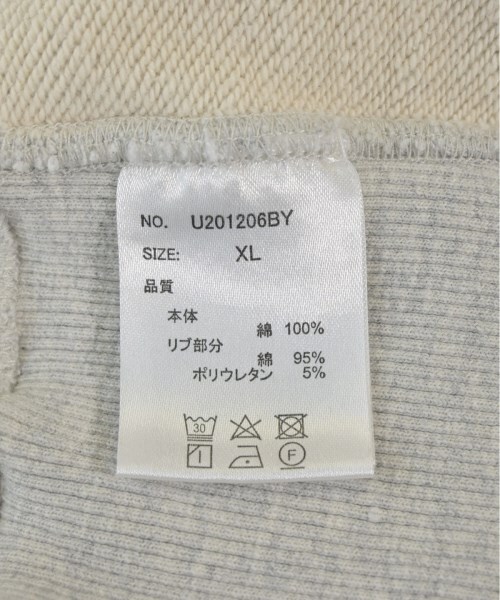 NO. U201206BY
SIZE: XL
品質
本体
綿 100%
リブ部分
綿 95%
ポリウレタン 5%
30
F